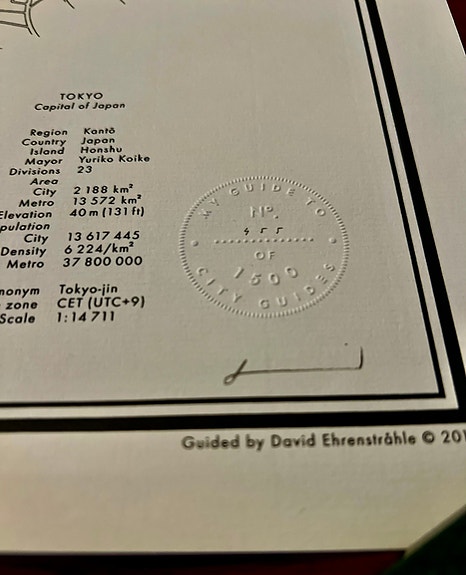 TOKYO
Capital of Japan
Region Kantō
Country Japan
Island Honshu
Mayor Yuriko Koike
Divisions 23
Area
City 2 188 km²
Metro 13 572 km²
Elevation 40 m (131 ft)
pulation
City 13 617 445
Density 6 224/km²
Metro 37 800 000
nonym Tokyo-jin
zone CET (UTC+9)
Scale 1:14 711
MY GUIDE TO
Nº.
455
OF
1500
CITY GUIDES
Guided by David Ehrenstråhle © 201